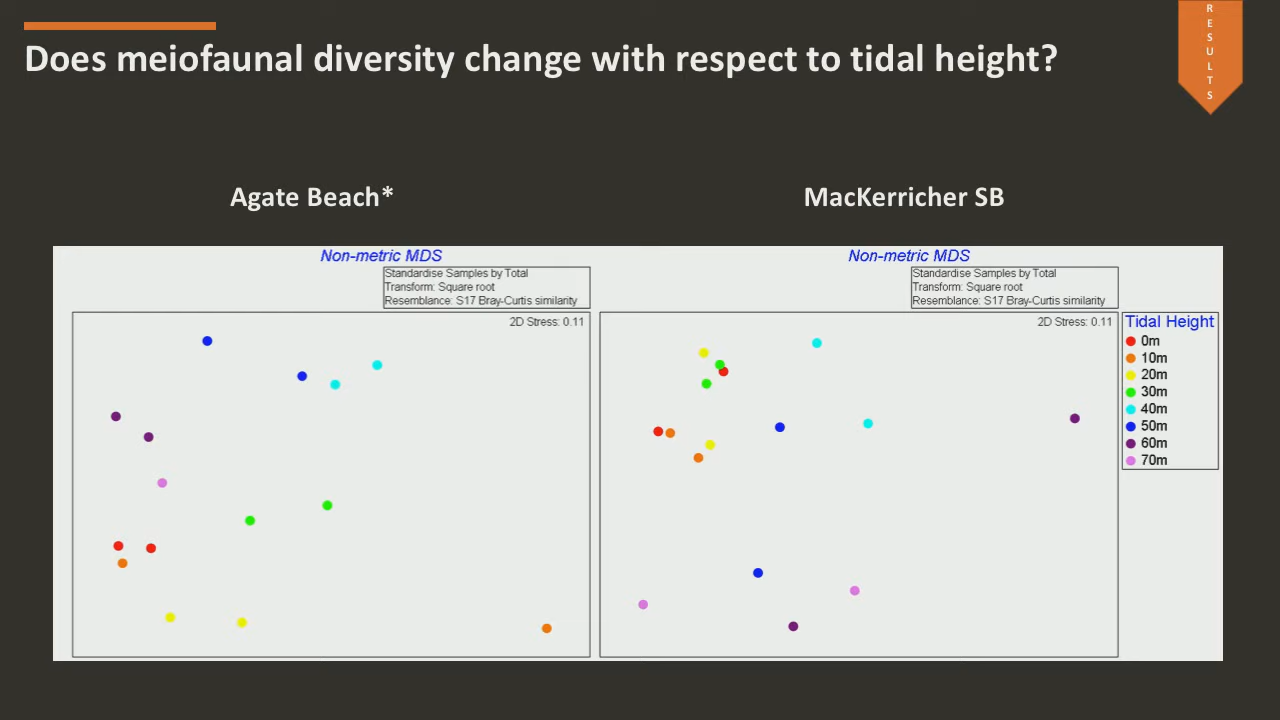 Does meiofaunal diversity change with respect to tidal height?
R
E
S
U
L
T
S
Agate Beach*
MacKerricher SB
Non-metric MDS
Standardise Samples by Total
Transform: Square root
Resemblance: S17 Bray-Curtis similarity
2D Stress: 0.11
Non-metric MDS
Standardise Samples by Total
Transform: Square root
Resemblance: S17 Bray-Curtis similarity
2D Stress: 0.11
Tidal Height
0m
10m
20m
30m
40m
50m
60m
70m